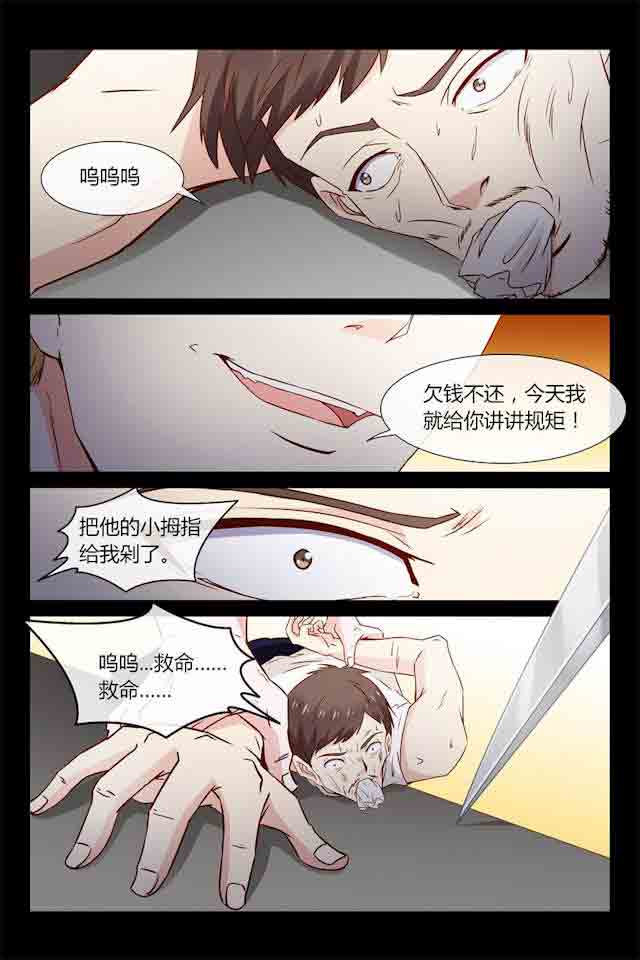 呜呜呜
欠钱不还，今天我
就给你讲讲规矩！
把他的小拇指
给我剁了。
呜呜...救命......
救命......